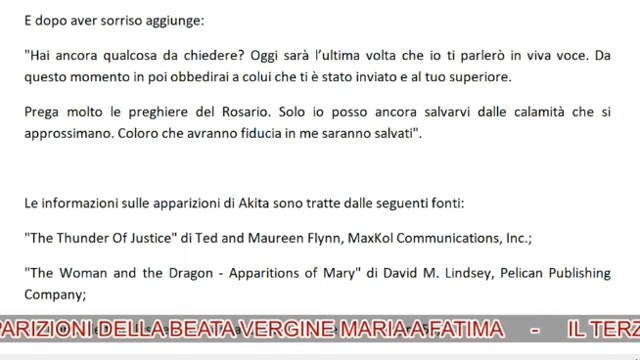 E dopo aver sorriso aggiunge:
"Hai ancora qualcosa da chiedere? Oggi sarà l'ultima volta che io ti parlerò in viva voce. Da
questo momento in poi obbedirai a colui che ti è stato inviato e al tuo superiore.
Prega molto le preghiere del Rosario. Solo io posso ancora salvarvi dalle calamità che si
approssimano. Coloro che avranno fiducia in me saranno salvati".
Le informazioni sulle apparizioni di Akita sono tratte dalle seguenti fonti:
"The Thunder Of Justice" di Ted and Maureen Flynn, MaxKol Communications, Inc.;
"The Woman and the Dragon - Apparitions of Mary" di David M. Lindsey, Pelican Publishing
Company;
PARIZIONI DELLA BEATA VERGINE MARIA A FATIMA - IL TERZ